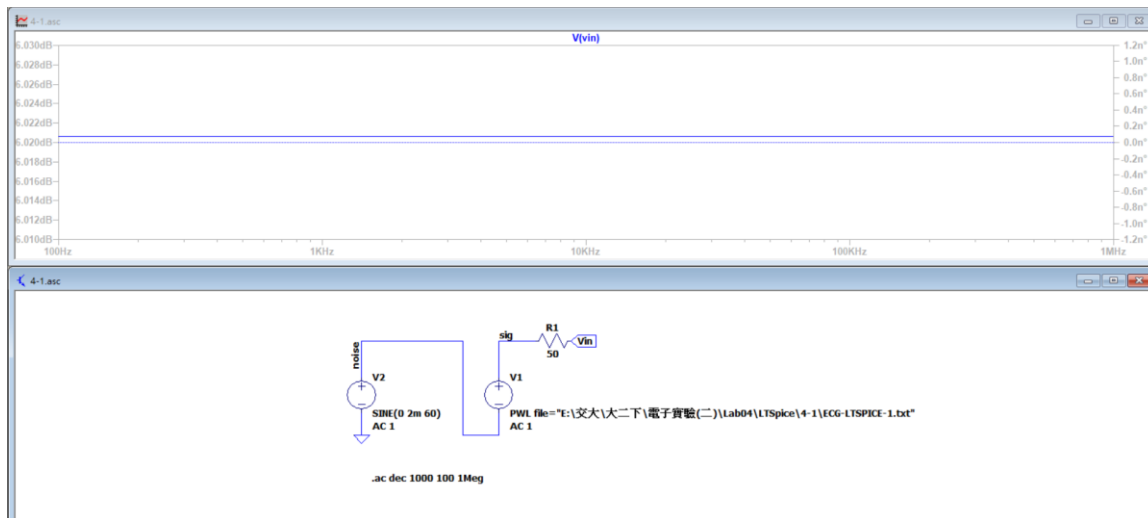 4-1.asc
V(vin)
6.030dB
6.028dB
6.026dB
6.024dB
6.022dB
6.020dB
6.018dB
6.016dB
6.014dB
6.012dB
6.010dB
1.2n°
1.0n°
0.8n°
0.6n°
0.4n°
0.2n°
0.0n°
-0.2n°
-0.4n°
-0.6n°
-0.8n°
-1.0n°
-1.2n°
100Hz 1KHz 10KHz 100KHz 1MHz
4-1.asc
noise
V2
SINE(0 2m 60)
AC 1
sig
R1
50
Vin
V1
PWL file="E:\交大\大二下\電子實驗(二)\Lab04\LTSpice\4-1\ECG-LTSPICE-1.txt"
AC 1
.ac dec 1000 100 1Meg